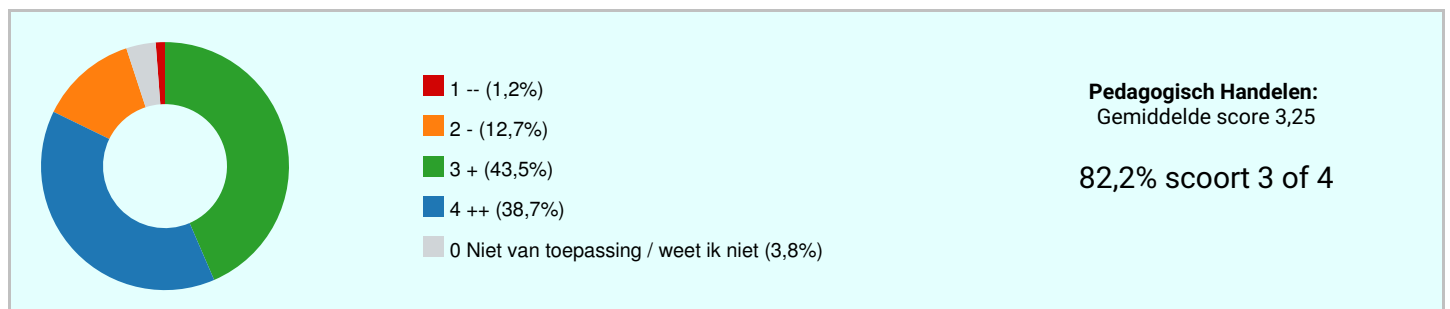 1 -- (1,2%)
2 - (12,7%)
3 + (43,5%)
4 ++ (38,7%)
0 Niet van toepassing / weet ik niet (3,8%)
Pedagogisch Handelen:
Gemiddelde score 3,25
82,2% scoort 3 of 4